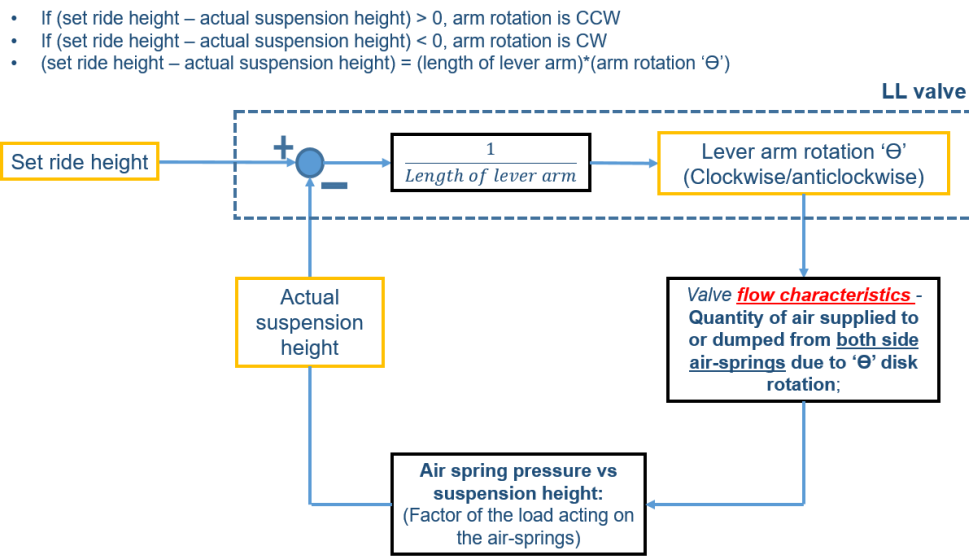 • If (set ride height – actual suspension height) > 0, arm rotation is CCW
• If (set ride height – actual suspension height) < 0, arm rotation is CW
• (set ride height – actual suspension height) = (length of lever arm)*(arm rotation ‘Ө’)
LL valve
Set ride height
+
−
1
Length of lever arm
Lever arm rotation ‘Ө’
(Clockwise/anticlockwise)
Actual
suspension
height
Valve flow characteristics -
Quantity of air supplied to
or dumped from both side
air-springs due to ‘Ө’ disk
rotation;
Air spring pressure vs
suspension height:
(Factor of the load acting on
the air-springs)